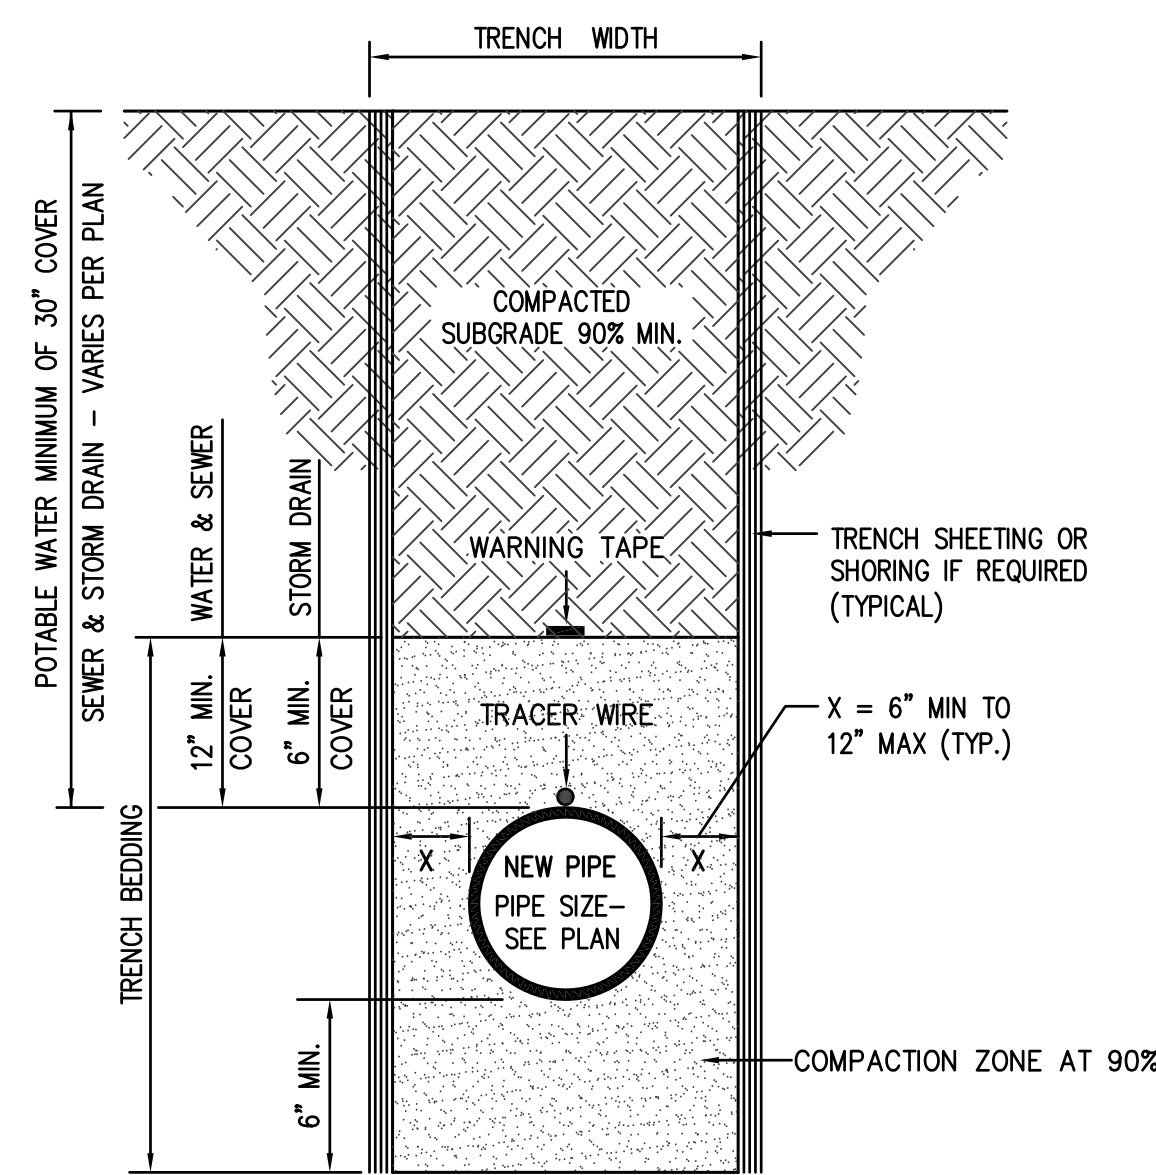 TRENCH WIDTH
POTABLE WATER MINIMUM OF 30" COVER
SEWER & STORM DRAIN - VARIES PER PLAN
COMPACTED
SUBGRADE 90% MIN.
WATER & SEWER
STORM DRAIN
WARNING TAPE
TRENCH SHEETING OR
SHORING IF REQUIRED
(TYPICAL)
12" MIN.
COVER
6" MIN.
COVER
TRACER WIRE
X = 6" MIN TO
12" MAX (TYP.)
TRENCH BEDDING
X
X
NEW PIPE
PIPE SIZE-
SEE PLAN
6" MIN.
COMPACTION ZONE AT 90%